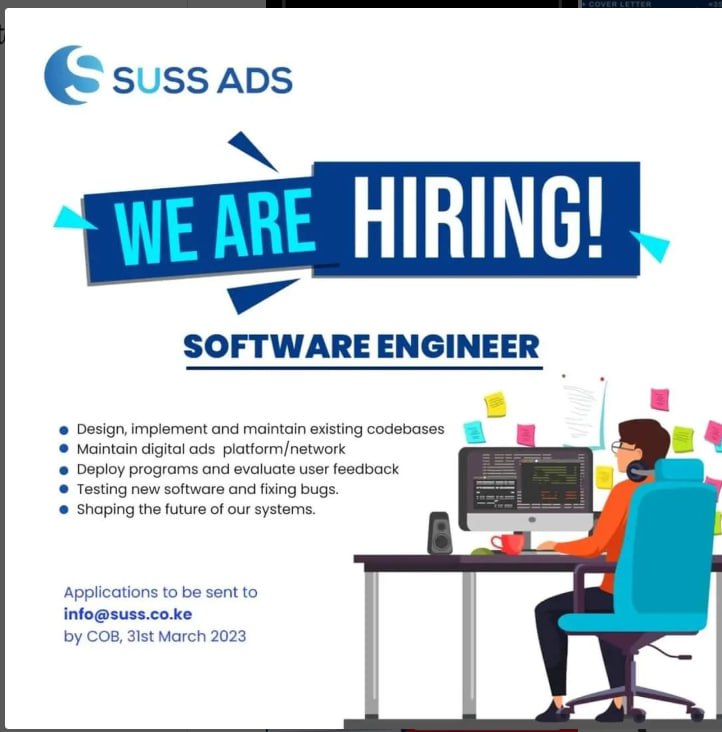 COVER LETTER
SUSS ADS
WE ARE HIRING!
SOFTWARE ENGINEER
Design, implement and maintain existing codebases
Maintain digital ads platform/network
Deploy programs and evaluate user feedback
Testing new software and fixing bugs.
Shaping the future of our systems.
Applications to be sent to
info@suss.co.ke
by COB, 31st March 2023